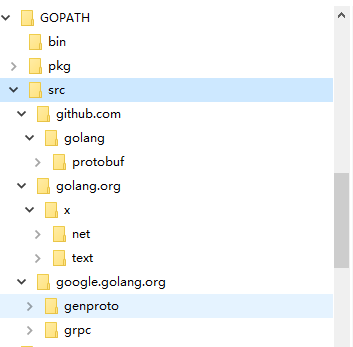 GOPATH
bin
pkg
src
github.com
golang
protobuf
golang.org
x
net
text
google.golang.org
genproto
grpc